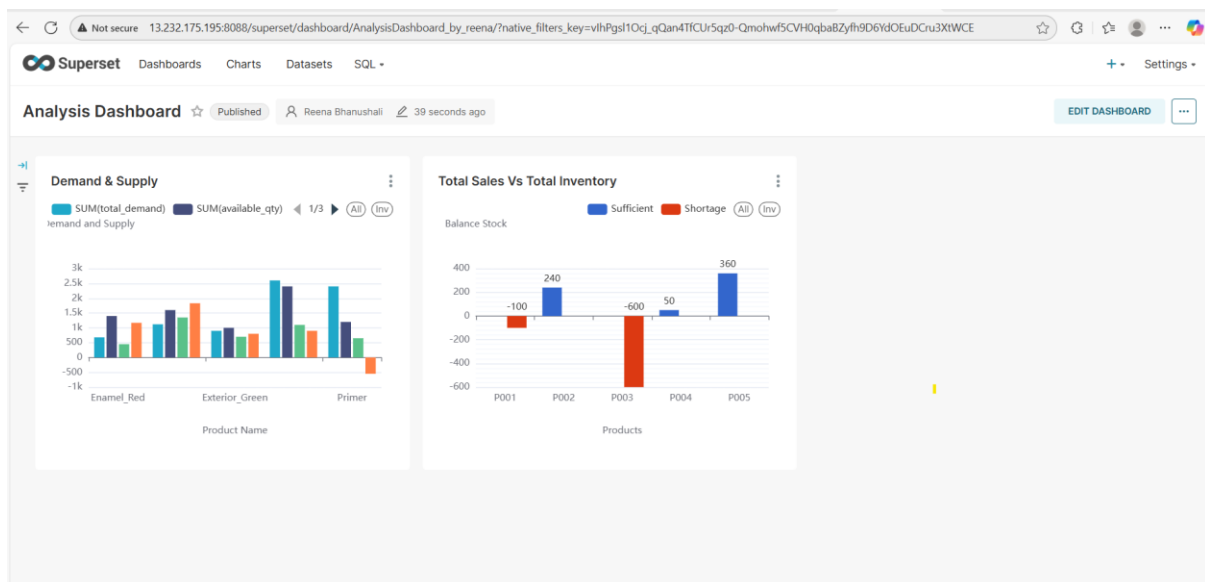 Not secure 13.232.175.195:8088/superset/dashboard/AnalysisDashboard_by_reena/?native_filters_key=vIhPgsl1Ocj_qQan4TfCUr5qz0-Qmohwf5CVH0qbaBZyfh9D6YdOEuDCru3XtWCE
Superset Dashboards Charts Datasets SQL
+ Settings
Analysis Dashboard Published Reena Bhanushali 39 seconds ago
EDIT DASHBOARD ...
Demand & Supply
SUM(total_demand) SUM(available_qty) 1/3 All Inv
emand and Supply
3k
2.5k
2k
1.5k
1k
500
0
-500
-1k
Enamel_Red Exterior_Green Primer
Product Name
Total Sales Vs Total Inventory
Sufficient Shortage All Inv
Balance Stock
400
200
0
-200
-400
-600
-100 240 -600 50 360
P001 P002 P003 P004 P005
Products